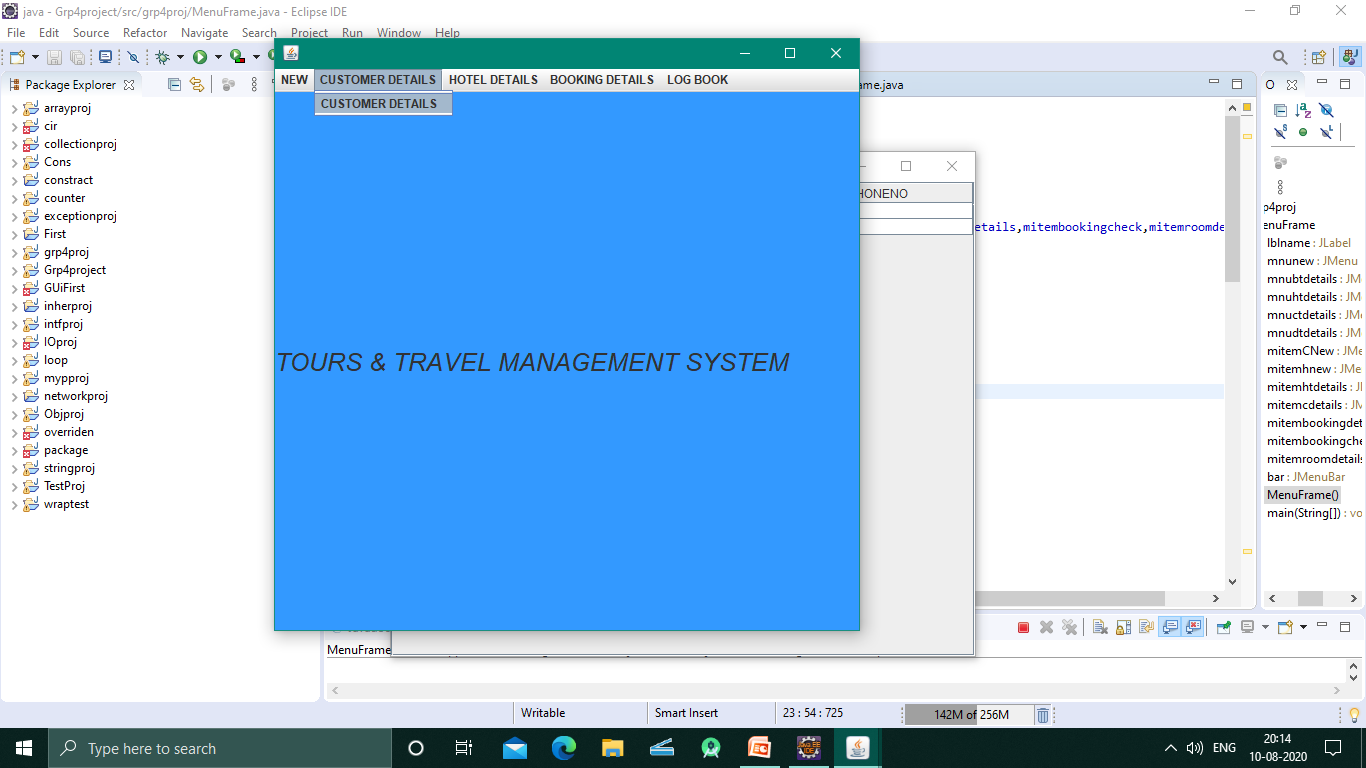 java - Grp4project/src/grp4proj/MenuFrame.java - Eclipse IDE
File Edit Source Refactor Navigate Search Project Run Window Help
NEW CUSTOMER DETAILS HOTEL DETAILS BOOKING DETAILS LOG BOOK
CUSTOMER DETAILS
TOURS & TRAVEL MANAGEMENT SYSTEM
Package Explorer
arrayproj
cir
collectionproj
Cons
constract
counter
exceptionproj
First
grp4proj
Grp4project
GUiFirst
inherproj
intfproj
IOproj
loop
mypproj
networkproj
Objproj
overriden
package
stringproj
TestProj
wraptest
ame.java
HONENO
etails,mitembookingcheck,mitemroomde
O
p4proj
enuFrame
lblname : JLabel
mnunew : JMenu
mnubtdetails : JM
mnuhtdetails : JM
mnuctdetails : JM
mnudtdetails : JM
mitemCNew : JMe
mitemhnew : JMe
mitemhtdetails : JM
mitemcdetails : JM
mitembookingdet
mitembookingche
mitemroomdetails
bar : JMenuBar
MenuFrame()
main(String[]) : vo
MenuFrame
Writable Smart Insert 23 : 54 : 725 142M of 256M
Type here to search
ENG
20:14
10-08-2020